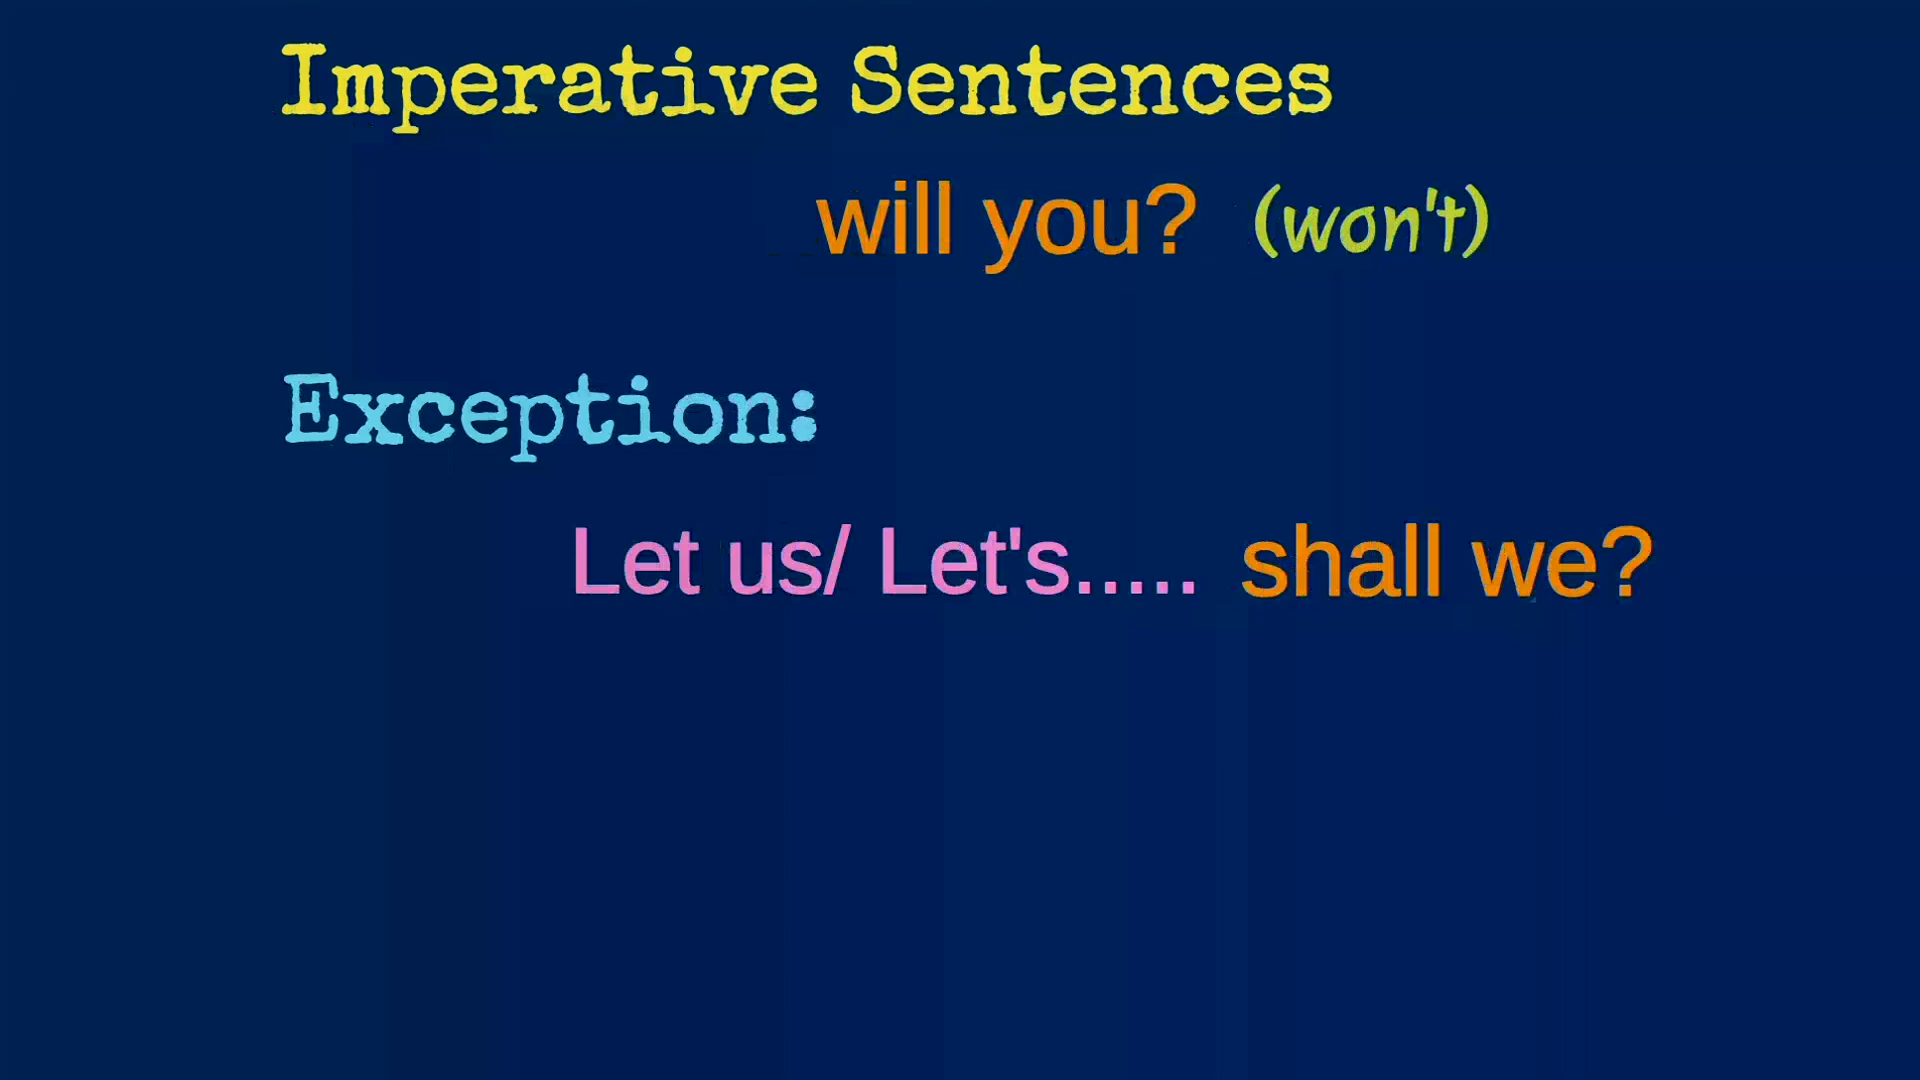 Imperative Sentences
will you? (won't)
Exception:
Let us/ Let's..... shall we?